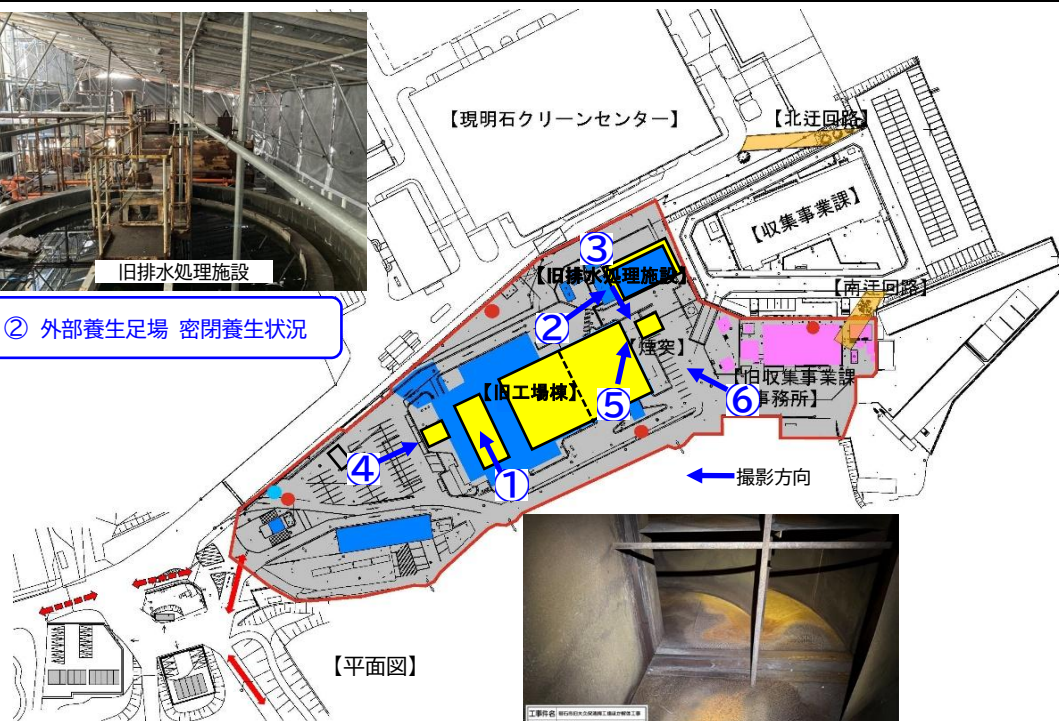 旧排水処理施設
② 外部養生足場 密閉養生状況
【現明石クリーンセンター】
【北迂回路】
【収集事業課】
【南迂回路】
③
【旧排水処理施設】
②
【煙突】
【旧工場棟】
⑤
⑥
【旧収集事業課
事務所】
④
①
撮影方向
【平面図】
工事件名